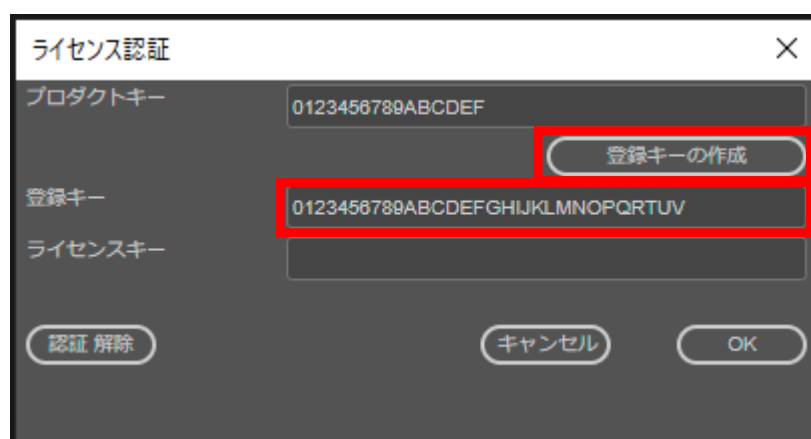 ライセンス認証
プロダクトキー
0123456789ABCDEF
登録キーの作成
登録キー
0123456789ABCDEFGHIJKLMNOPQRTUV
ライセンスキー
認証 解除
キャンセル
OK